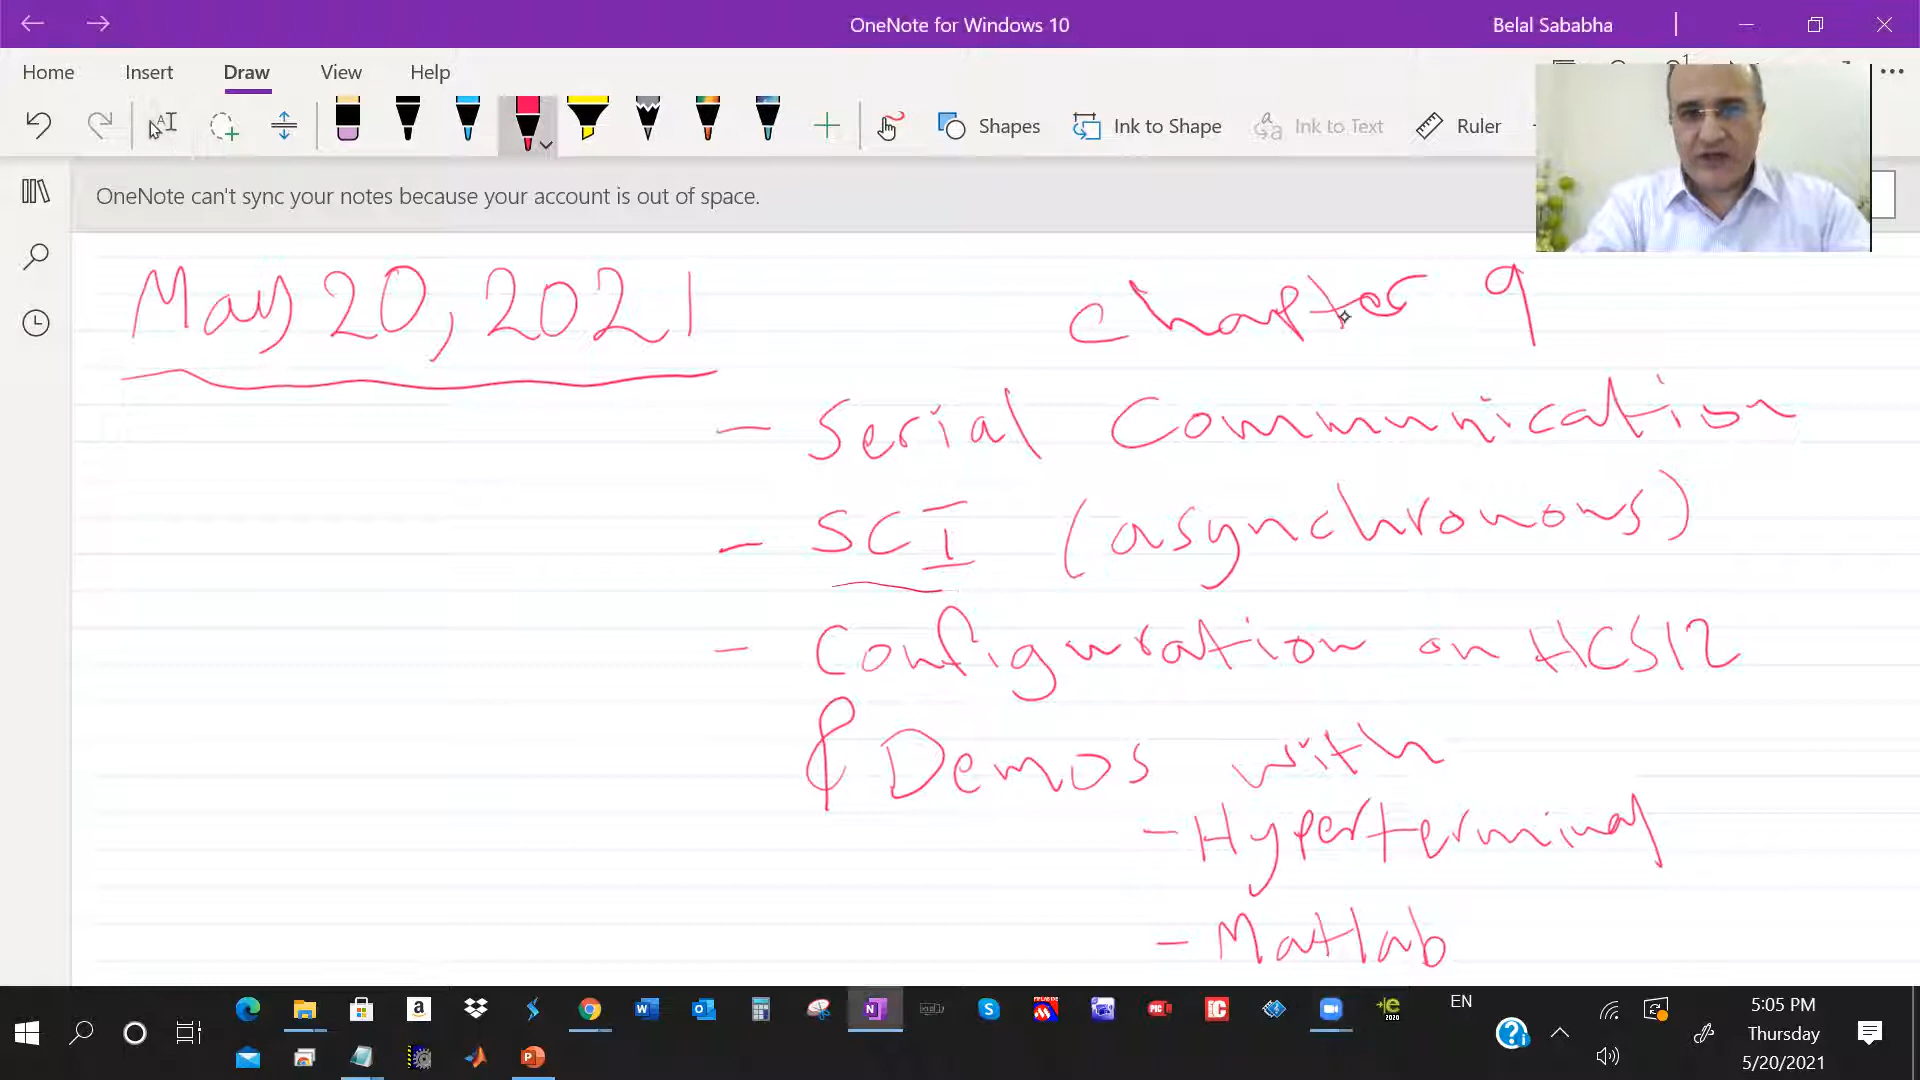 OneNote for Windows 10
Belal Sababha
Home Insert Draw View Help
Shapes Ink to Shape Ink to Text Ruler
OneNote can't sync your notes because your account is out of space.
May 20, 2021
chapter 9
- Serial Communication
- SCI (asynchronous)
- Configuration on HCS12
& Demos with
- Hyperterminal
- Matlab
EN
5:05 PM
Thursday
5/20/2021